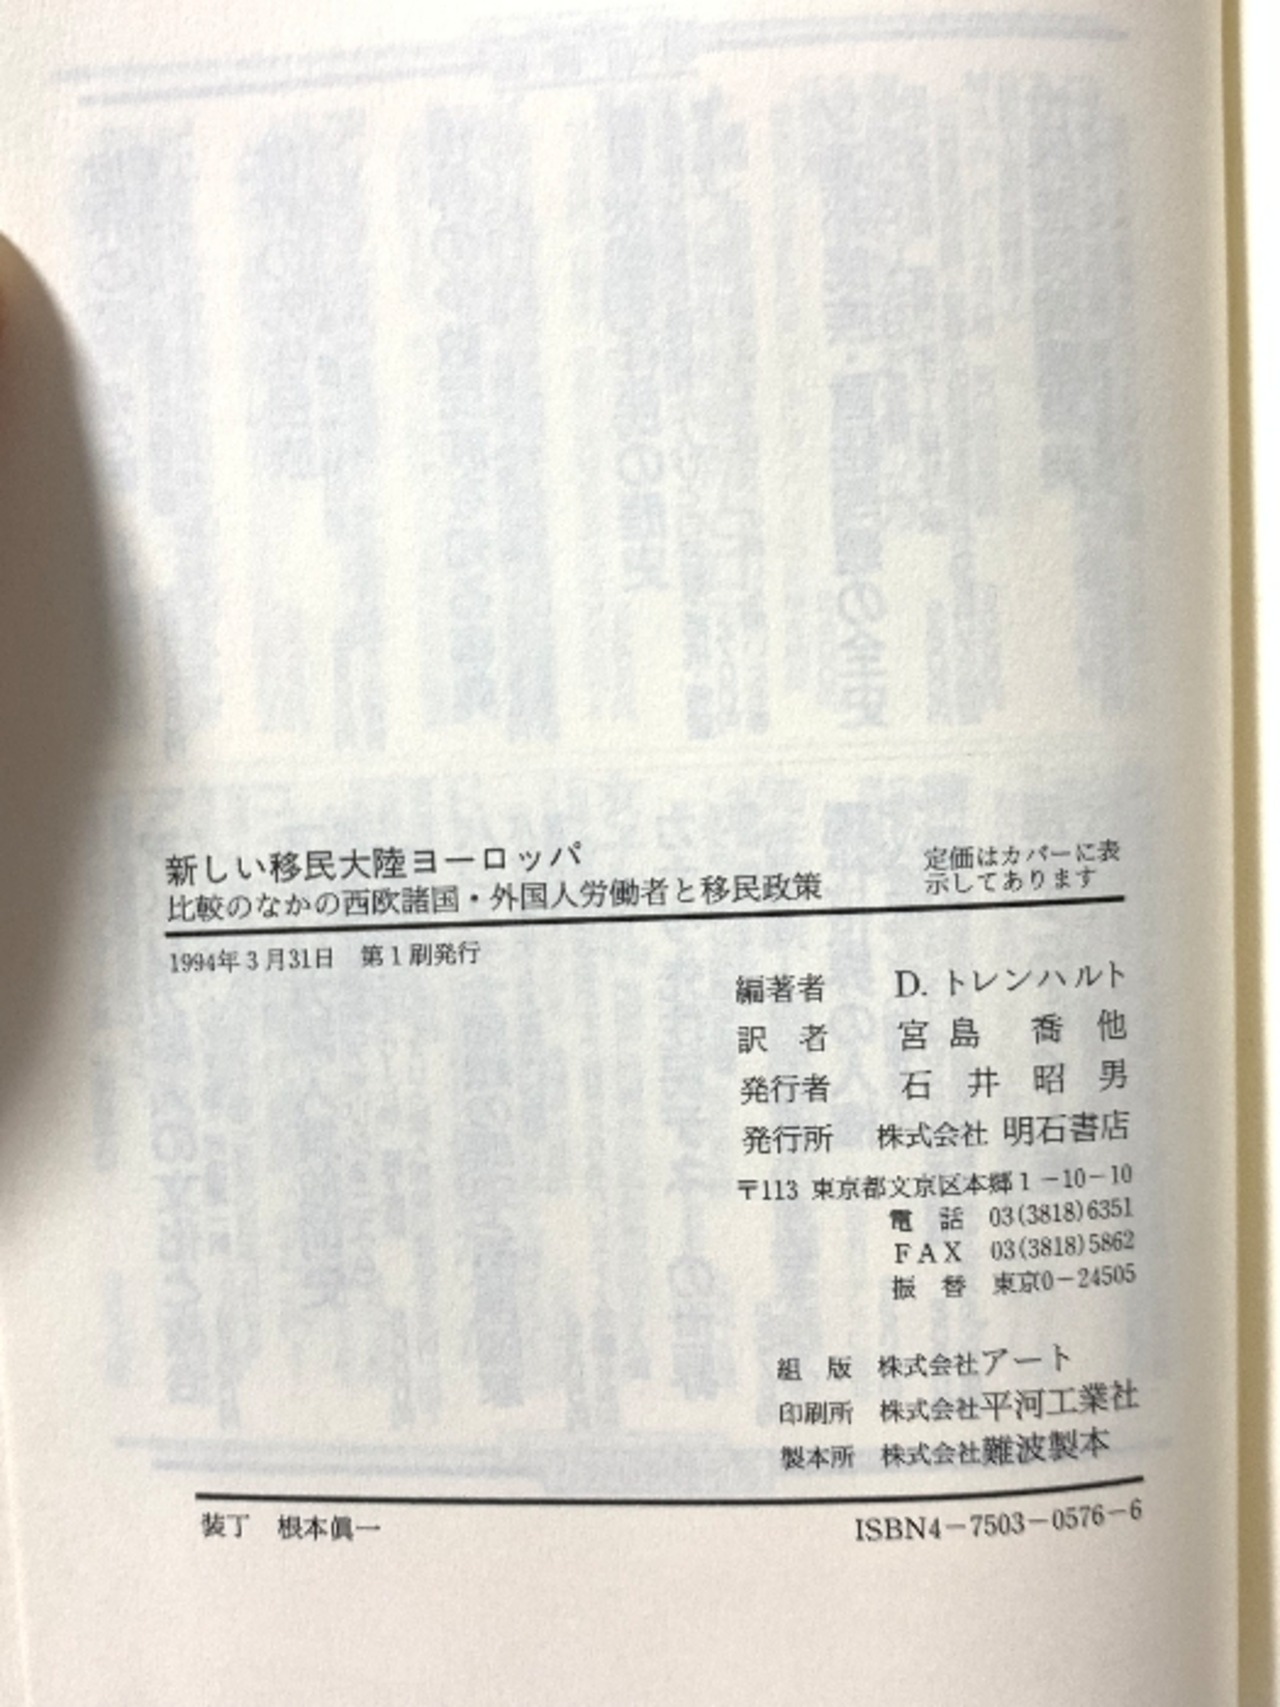 新しい移民大陸ヨーロッパ
比較のなかの西欧諸国・外国人労働者と移民政策
定価はカバーに表
示してあります
1994年3月31日 第1刷発行
編著者 D. トレンハルト
訳者 宮島 喬 他
発行者 石井昭男
発行所 株式会社 明石書店
〒113 東京都文京区本郷1-10-10
電話 03(3818)6351
FAX 03(3818)5862
振替 東京0-24505
組版 株式会社アート
印刷所 株式会社平河工業社
製本所 株式会社難波製本
装丁 根本眞一
ISBN4-7503-0576-6